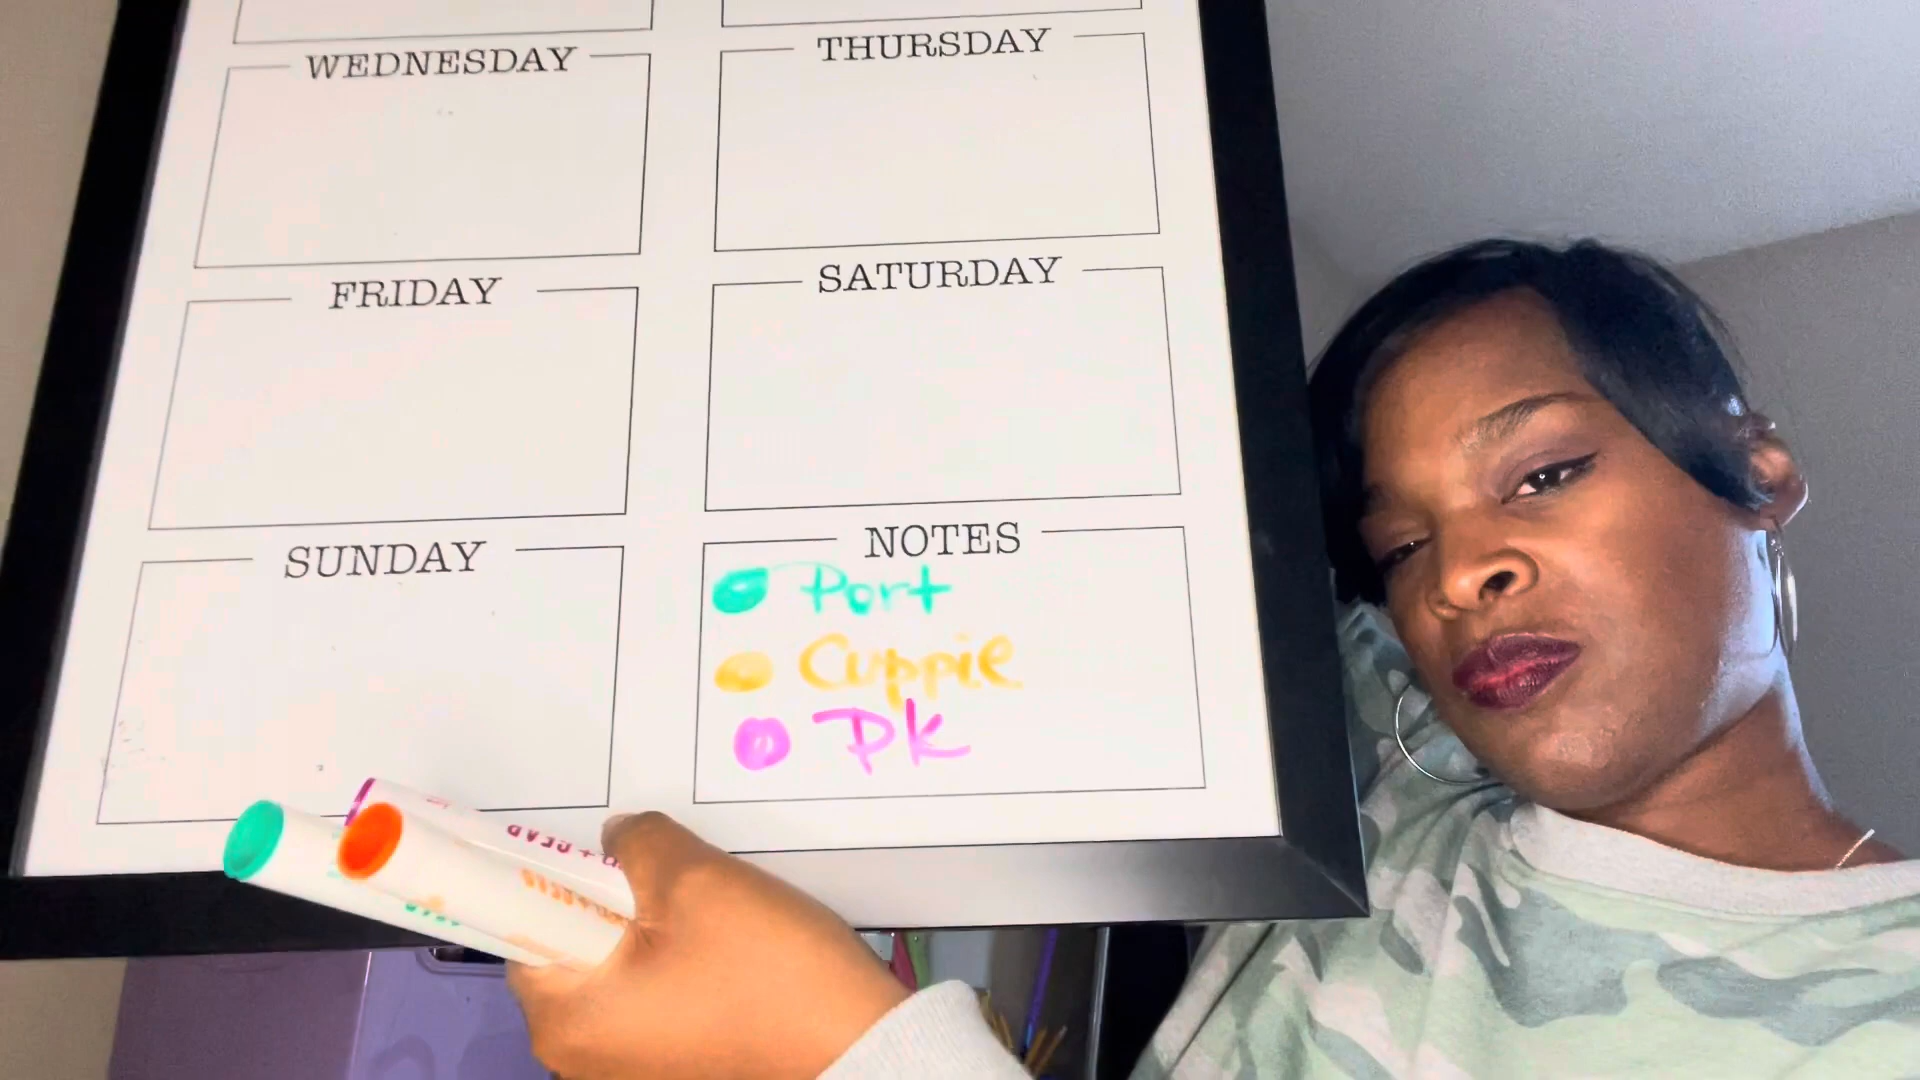 WEDNESDAY
THURSDAY
FRIDAY
SATURDAY
SUNDAY
NOTES
Port
Cuppie
PK